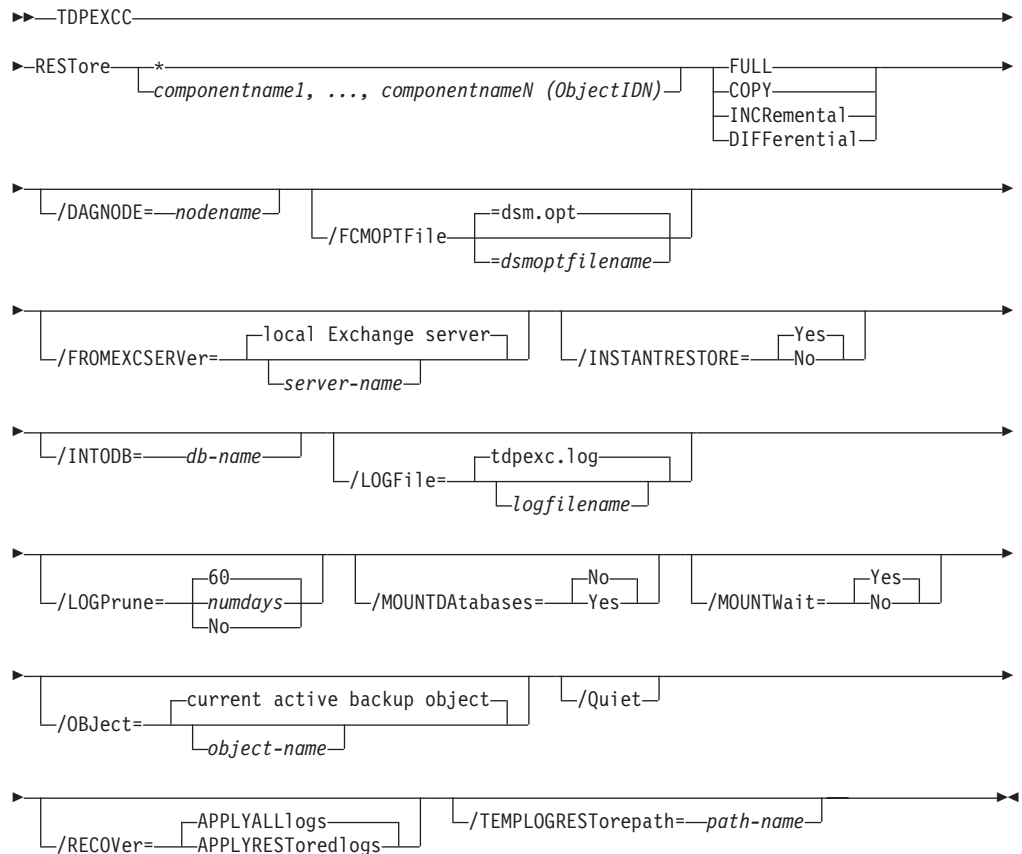 TDPEXCC
RESTore * FULL
componentname1, ..., componentnameN (ObjectIDN) COPY
INCRemental
DIFFerential
/DAGNODE= nodename =dsm.opt
/FCMOPTFile
=dsmoptfilename
local Exchange server Yes
/FROMEXCSERVer= /INSTANTRESTORE= No
server-name
/INTODB= db-name tdpexc.log
/LOGFile=
logfilename
60 No Yes
/LOGPrune= numdays /MOUNTDAtabases= Yes /MOUNTWait= No
No
current active backup object /Quiet
/OBJect=
object-name
APPLYALLlogs /TEMPLOGRESTorepath= path-name
/RECOVer= APPLYRESToredlogs